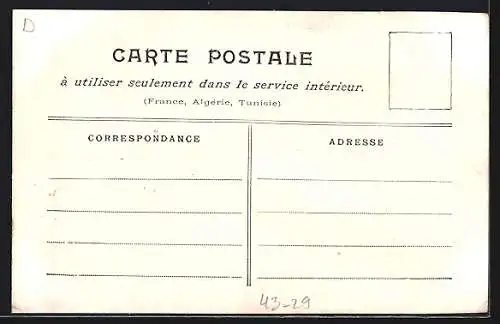 D
CARTE POSTALE
à utiliser seulement dans le service intérieur.
(France, Algérie, Tunisie)
CORRESPONDANCE
ADRESSE
43-29